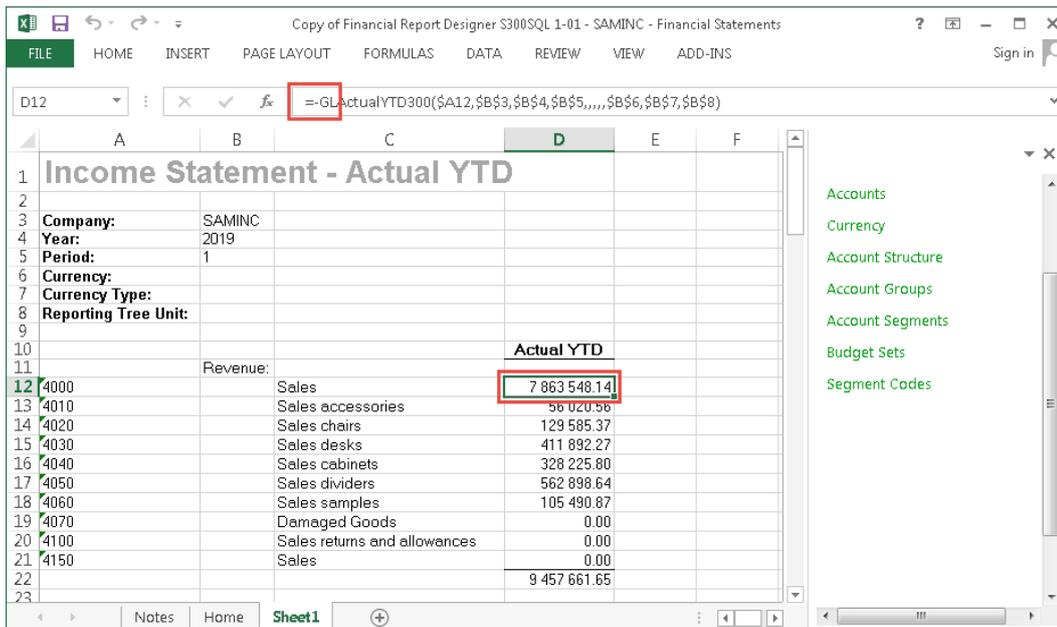 Copy of Financial Report Designer S300SQL 1-01 - SAMINC - Financial Statements
FILE HOME INSERT PAGE LAYOUT FORMULAS DATA REVIEW VIEW ADD-INS Sign in
D12 fx =-GLActualYTD300($A12,$B$3,$B$4,$B$5,,,,,$B$6,$B$7,$B$8)
A B C D E F
1 Income Statement - Actual YTD
2
3 Company: SAMINC
4 Year: 2019
5 Period: 1
6 Currency:
7 Currency Type:
8 Reporting Tree Unit:
9
10 Actual YTD
11 Revenue:
12 4000 Sales 7 863 548.14
13 4010 Sales accessories 56 020.56
14 4020 Sales chairs 129 585.37
15 4030 Sales desks 411 892.27
16 4040 Sales cabinets 328 225.80
17 4050 Sales dividers 562 898.64
18 4060 Sales samples 105 490.87
19 4070 Damaged Goods 0.00
20 4100 Sales returns and allowances 0.00
21 4150 Sales 0.00
22 9 457 661.65
23
Accounts
Currency
Account Structure
Account Groups
Account Segments
Budget Sets
Segment Codes
Notes Home Sheet1